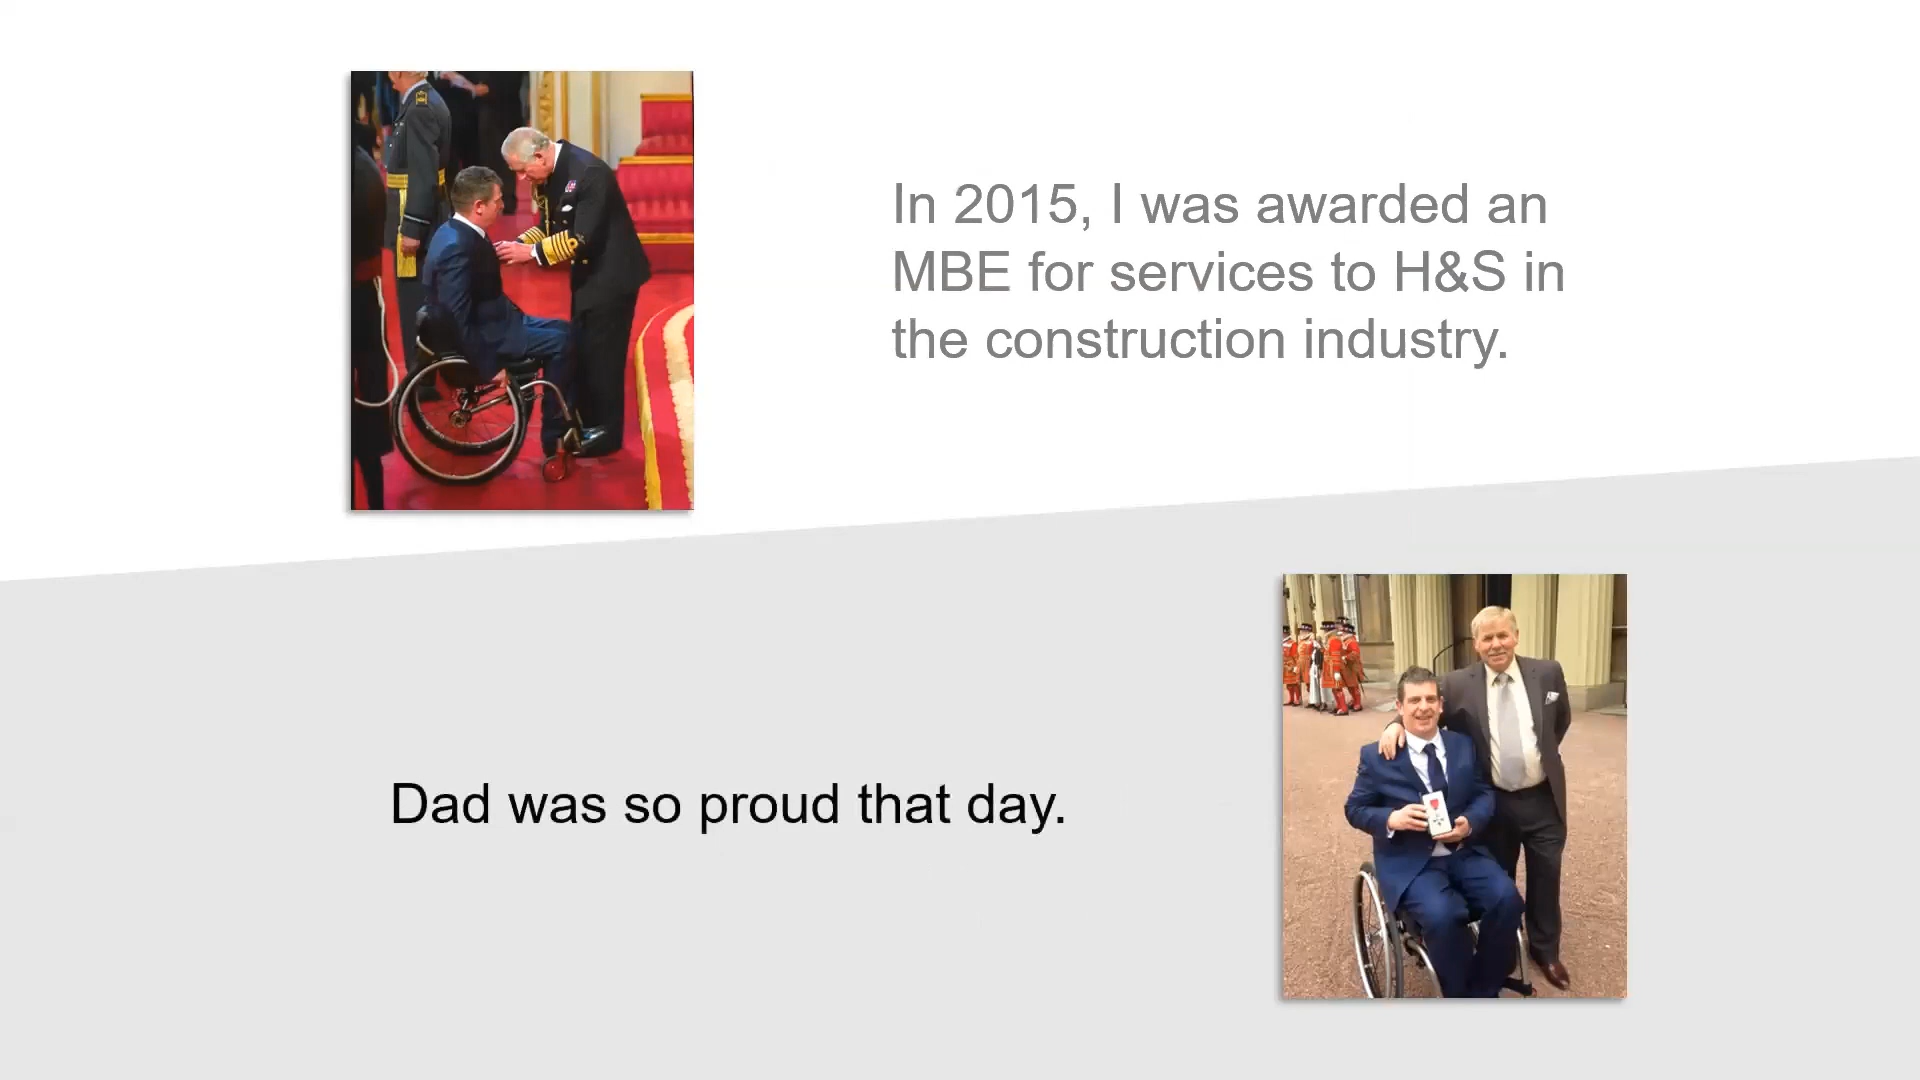 In 2015, I was awarded an
MBE for services to H&S in
the construction industry.
Dad was so proud that day.